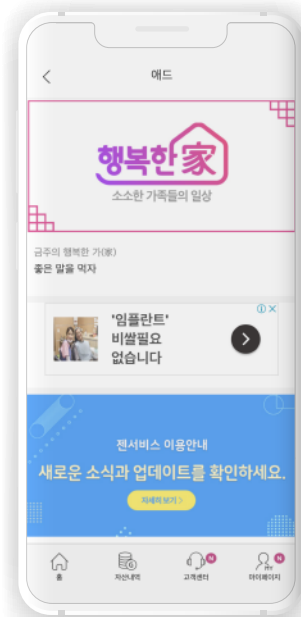 애드
행복한家
소소한 가족들의 일상
금주의 행복한 가(家)
좋은 말을 먹자
'임플란트'
비쌀필요
없습니다
젠서비스 이용안내
새로운 소식과 업데이트를 확인하세요.
자세히보기 >
G N N
홈 자산내역 고객센터 마이페이지